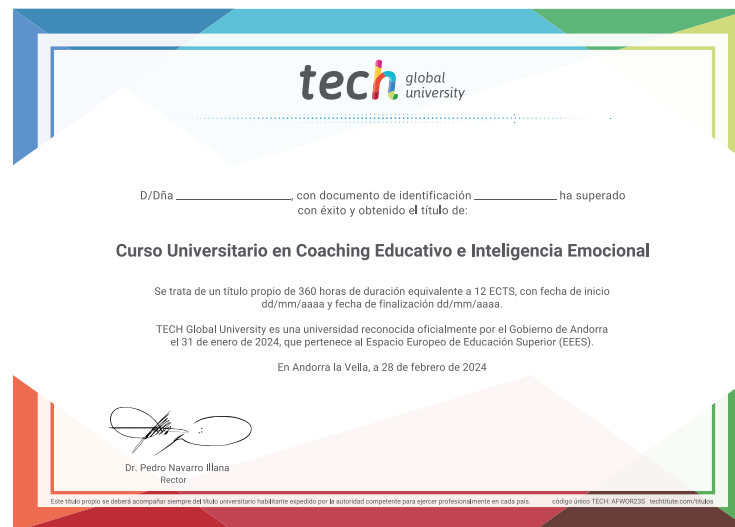 tech global university
D/Dña ____________, con documento de identificación ____________ ha superado
con éxito y obtenido el título de:
Curso Universitario en Coaching Educativo e Inteligencia Emocional
Se trata de un título propio de 360 horas de duración equivalente a 12 ECTS, con fecha de inicio
dd/mm/aaaa y fecha de finalización dd/mm/aaaa.
TECH Global University es una universidad reconocida oficialmente por el Gobierno de Andorra
el 31 de enero de 2024, que pertenece al Espacio Europeo de Educación Superior (EEES).
En Andorra la Vella, a 28 de febrero de 2024
Dr. Pedro Navarro Illana
Rector
Este título propio se deberá acompañar siempre del título universitario habilitante expedido por la autoridad competente para ejercer profesionalmente en cada país. código único TECH: AFWOR23S techtitute.com/titulos